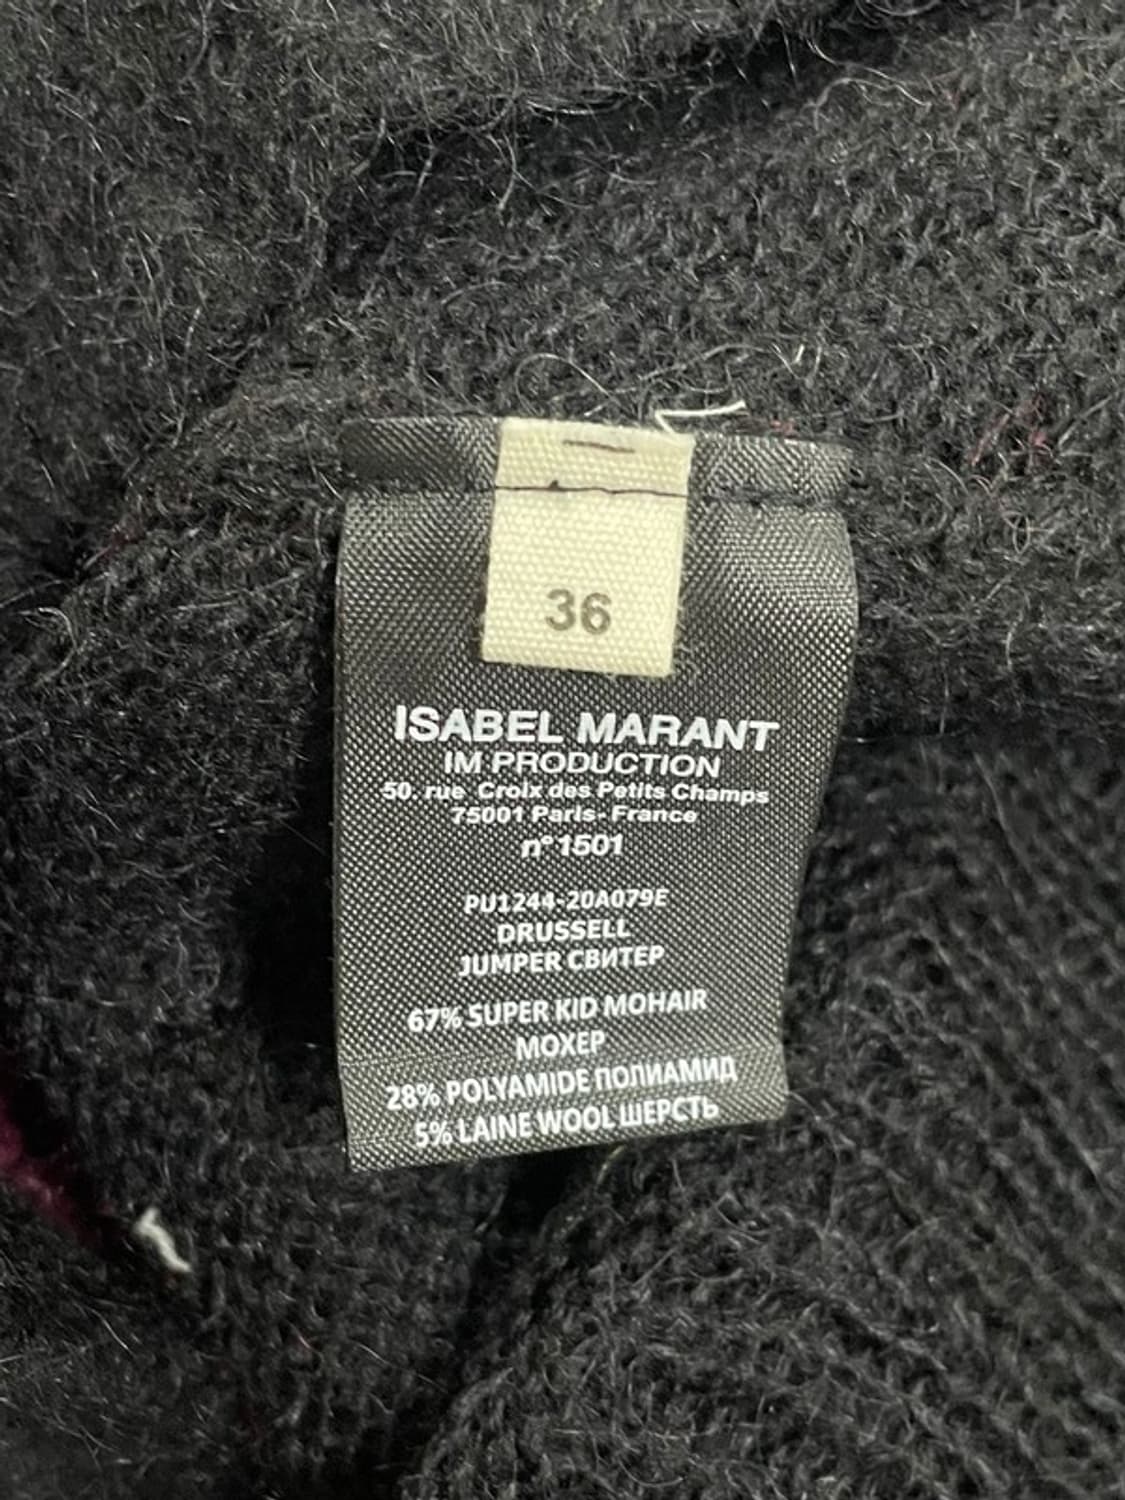 36
ISABEL MARANT
IM PRODUCTION
50, rue Croix des Petits Champs
75001 Paris- France
n°1501
PU1244-20A079E
DRUSSELL
JUMPER СВИТЕР
67% SUPER KID MOHAIR
МОХЕР
28% POLYAMIDE ПОЛИАМИД
5% LAINE WOOL ШЕРСТЬ